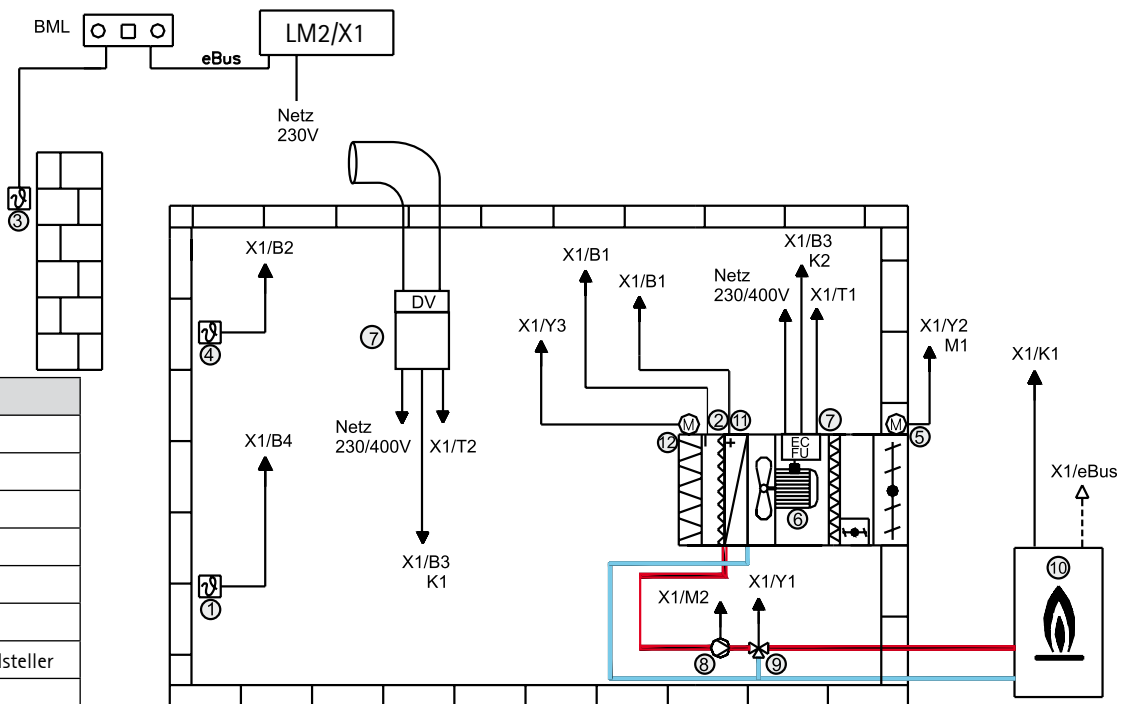 BML
LM2/X1
eBus
Netz
230V
3
X1/B2
4
DV
7
Netz
230/400V
X1/T2
X1/B3
K1
X1/B4
1
X1/B1
X1/B1
X1/Y3
X1/B3
K2
Netz
230/400V
X1/T1
X1/Y2
M1
X1/K1
X1/eBus
M
2
11
7
M
5
12
+
EC
FU
6
X1/M2
X1/Y1
8
9
10
lsteller